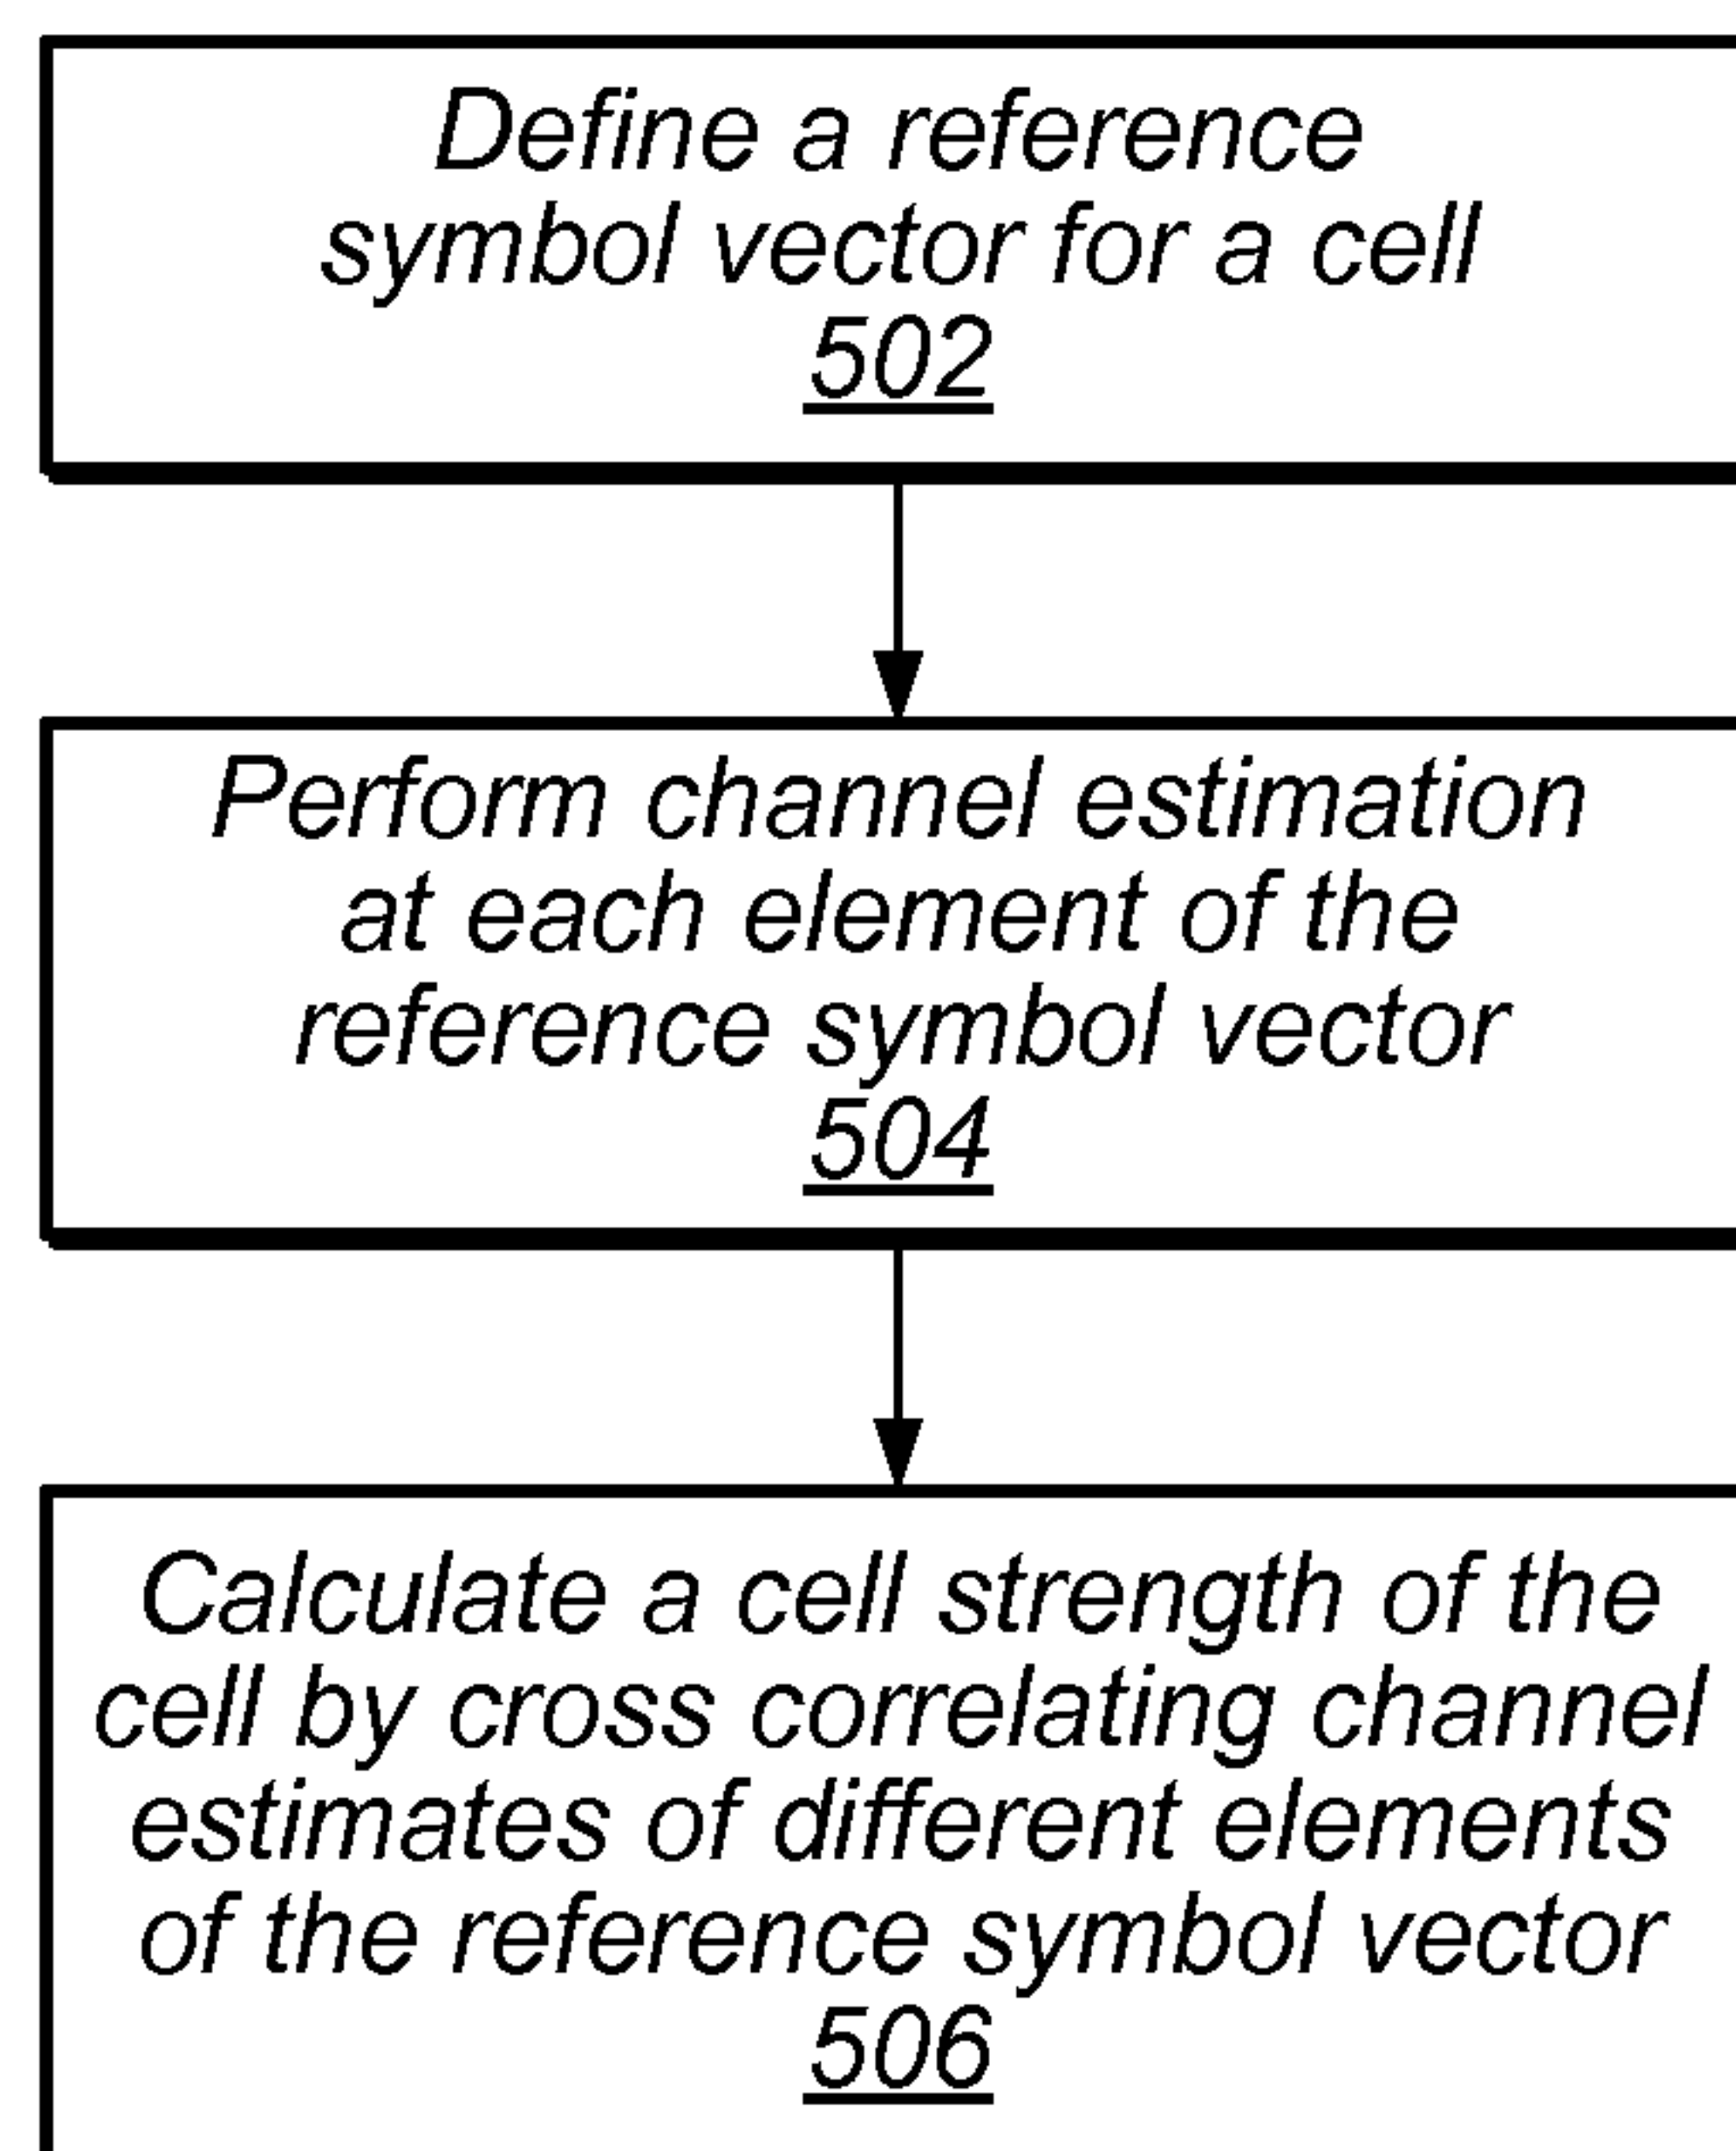 Define a reference
symbol vector for a cell
502
Perform channel estimation
at each element of the
reference symbol vector
504
Calculate a cell strength of the
cell by cross correlating channel
estimates of different elements
of the reference symbol vector
506